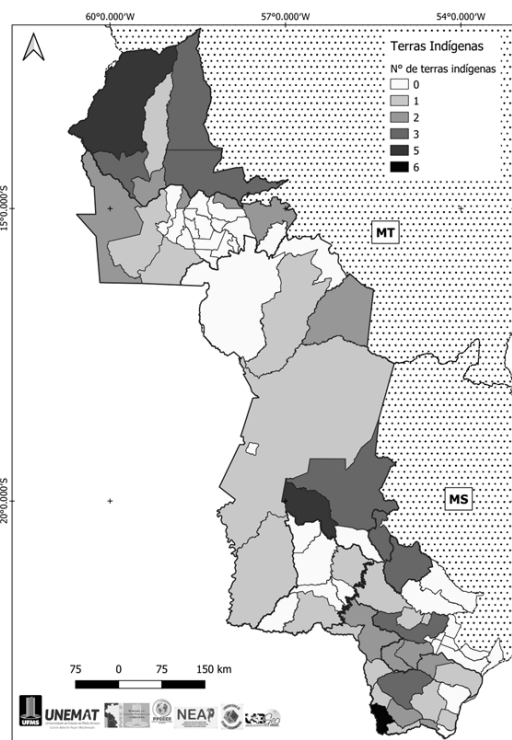 60°0.000'W 57°0.000'W 54°0.000'W
Terras Indígenas
N° de terras indígenas
0
1
2
3
5
6
15°0.000'S
MT
20°0.000'S
MS
75 0 75 150 km
UFMS
UNEMAT
NEAP